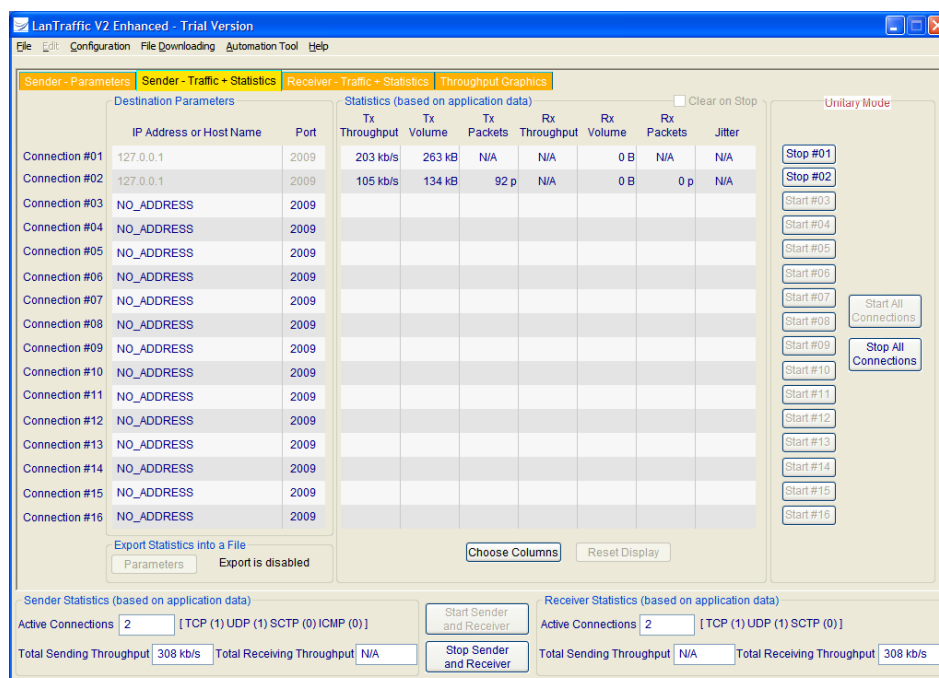 LanTraffic V2 Enhanced - Trial Version
File Edit Configuration File Downloading Automation Tool Help
Sender - Parameters Sender - Traffic + Statistics Receiver - Traffic + Statistics Throughput Graphics
Destination Parameters Statistics (based on application data) Clear on Stop Unitary Mode
Tx Tx Tx Rx Rx Rx
IP Address or Host Name Port Throughput Volume Packets Throughput Volume Packets Jitter
Connection #01 127.0.0.1 2009 203 kb/s 263 kB N/A N/A 0 B N/A N/A Stop #01
Connection #02 127.0.0.1 2009 105 kb/s 134 kB 92 p N/A 0 B 0 p N/A Stop #02
Connection #03 NO_ADDRESS 2009 Start #03
Connection #04 NO_ADDRESS 2009 Start #04
Connection #05 NO_ADDRESS 2009 Start #05
Connection #06 NO_ADDRESS 2009 Start #06
Connection #07 NO_ADDRESS 2009 Start #07 Start All
Connection #08 NO_ADDRESS 2009 Start #08 Connections
Connection #09 NO_ADDRESS 2009 Start #09 Stop All
Connection #10 NO_ADDRESS 2009 Start #10 Connections
Connection #11 NO_ADDRESS 2009 Start #11
Connection #12 NO_ADDRESS 2009 Start #12
Connection #13 NO_ADDRESS 2009 Start #13
Connection #14 NO_ADDRESS 2009 Start #14
Connection #15 NO_ADDRESS 2009 Start #15
Connection #16 NO_ADDRESS 2009 Start #16
Export Statistics into a File
Parameters Export is disabled Choose Columns Reset Display
Sender Statistics (based on application data) Receiver Statistics (based on application data)
Start Sender
and Receiver
Active Connections 2 [ TCP (1) UDP (1) SCTP (0) ICMP (0) ] Active Connections 2 [ TCP (1) UDP (1) SCTP (0) ]
Stop Sender
and Receiver
Total Sending Throughput 308 kb/s Total Receiving Throughput N/A Total Sending Throughput N/A Total Receiving Throughput 308 kb/s